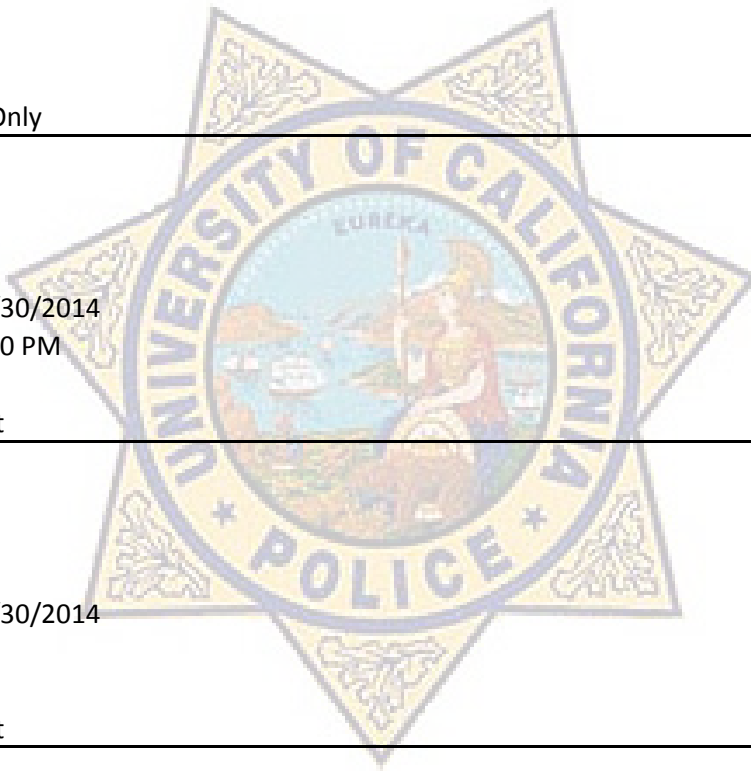 Only
UNIVERSITY OF CALIFORNIA
EUREKA
30/2014
0 PM
t
* POLICE *
30/2014
t